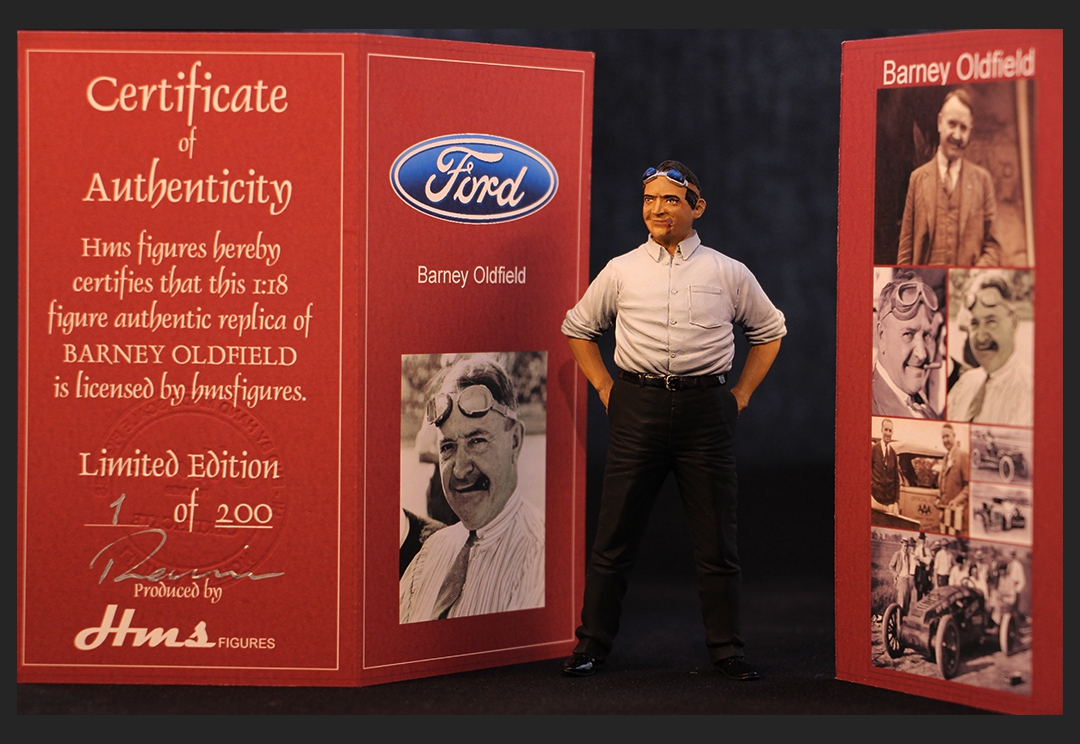 Certificate
of
Authenticity
Hms figures hereby
certifies that this 1:18
figure authentic replica of
BARNEY OLDFIELD
is licensed by hmsfigures.
Limited Edition
1 of 200
Produced by
Hms FIGURES
Ford
Barney Oldfield
Barney Oldfield
AAA